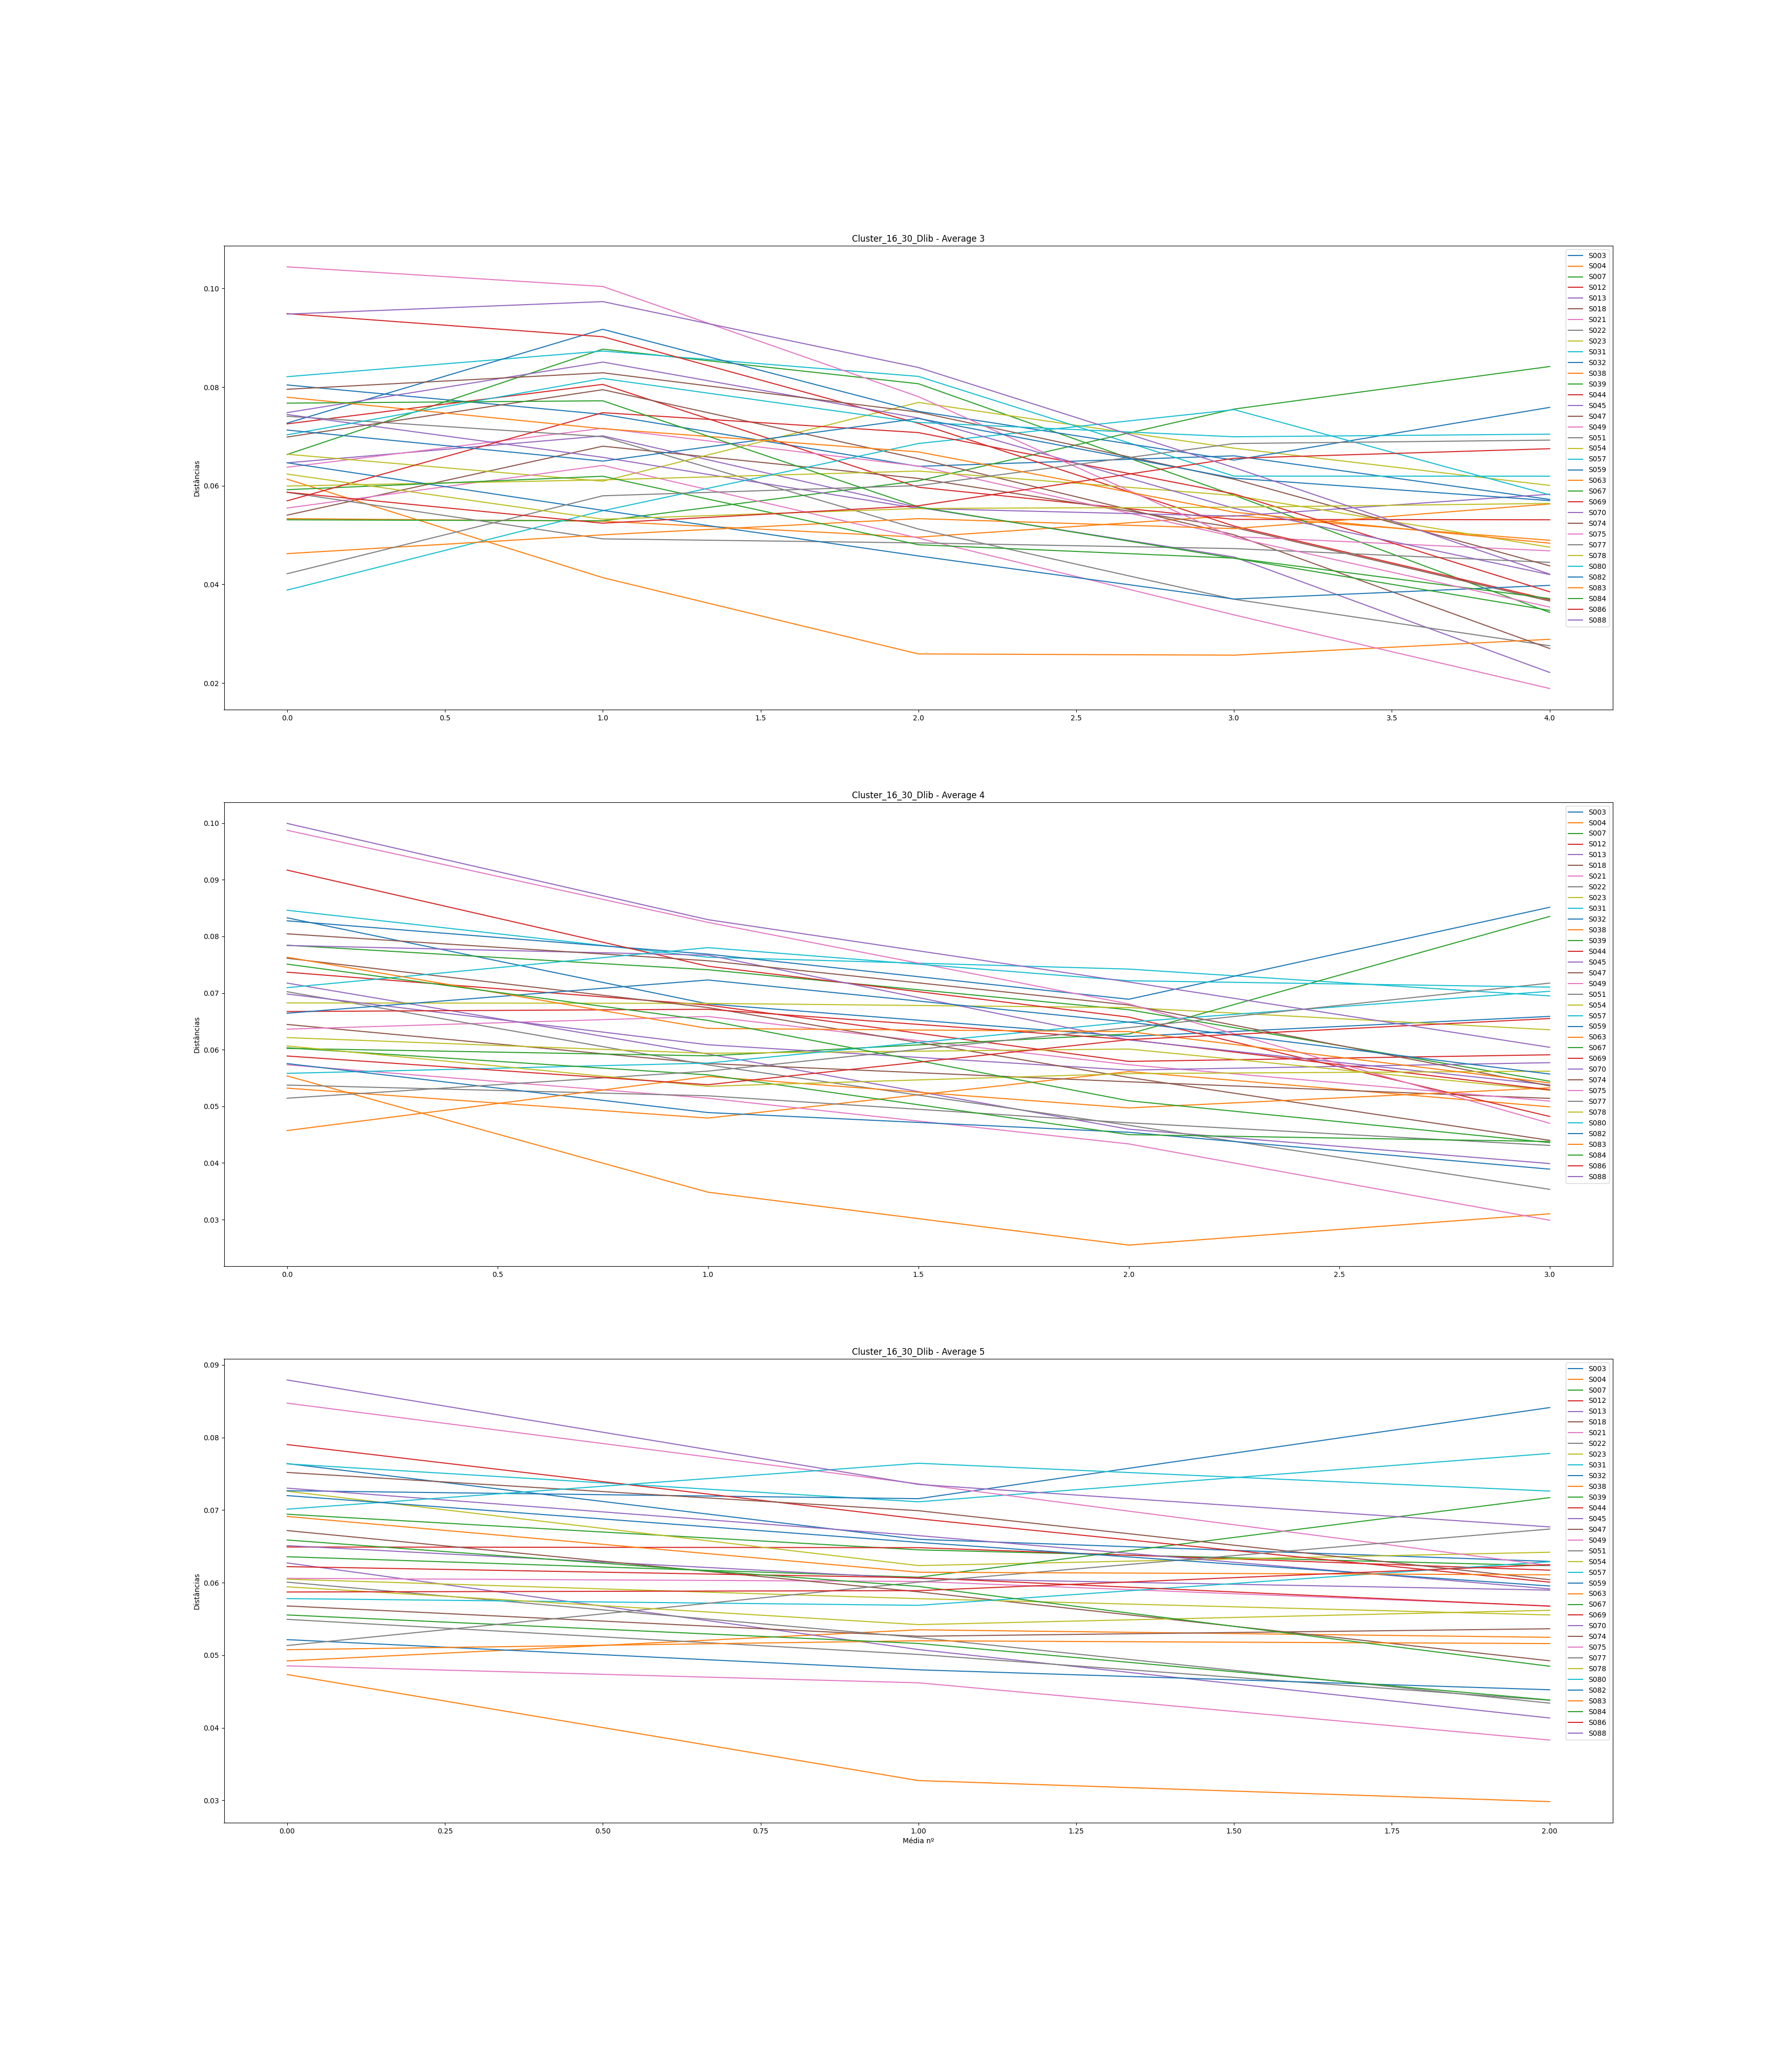 Cluster_16_30_Dlib - Average 3
Distâncias
0.10
0.08
0.06
0.04
0.02
0.0 0.5 1.0 1.5 2.0 2.5 3.0 3.5 4.0
S003
S004
S007
S012
S013
S018
S021
S022
S023
S031
S032
S038
S039
S044
S045
S047
S049
S051
S054
S057
S059
S063
S067
S069
S070
S074
S075
S077
S078
S080
S082
S083
S084
S086
S088
Cluster_16_30_Dlib - Average 4
Distâncias
0.10
0.09
0.08
0.07
0.06
0.05
0.04
0.03
0.0 0.5 1.0 1.5 2.0 2.5 3.0
S003
S004
S007
S012
S013
S018
S021
S022
S023
S031
S032
S038
S039
S044
S045
S047
S049
S051
S054
S057
S059
S063
S067
S069
S070
S074
S075
S077
S078
S080
S082
S083
S084
S086
S088
Cluster_16_30_Dlib - Average 5
Distâncias
0.09
0.08
0.07
0.06
0.05
0.04
0.03
0.00 0.25 0.50 0.75 1.00 1.25 1.50 1.75 2.00
Média nº
S003
S004
S007
S012
S013
S018
S021
S022
S023
S031
S032
S038
S039
S044
S045
S047
S049
S051
S054
S057
S059
S063
S067
S069
S070
S074
S075
S077
S078
S080
S082
S083
S084
S086
S088